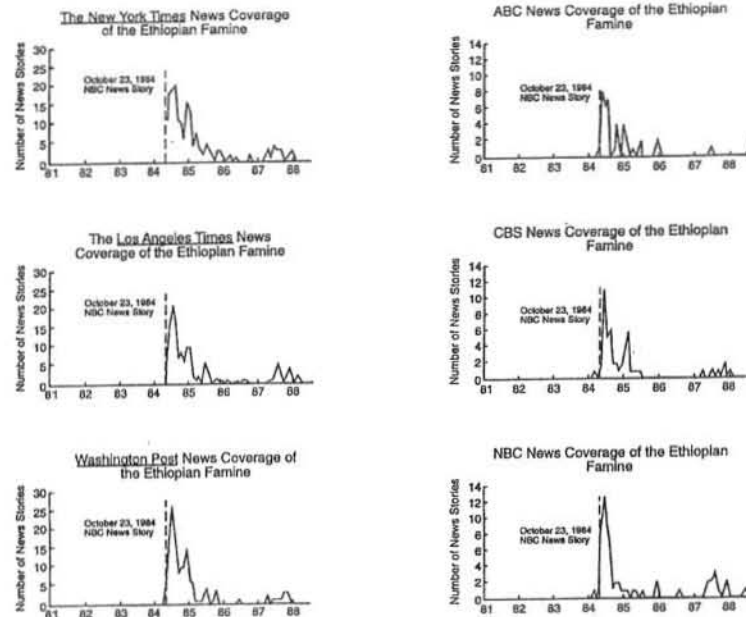 The New York Times News Coverage
of the Ethiopian Famine
Number of News Stories
30
25
20
15
10
5
0
October 23, 1984
NBC News Story
81 82 83 84 85 86 87 88
ABC News Coverage of the Ethiopian
Famine
Number of News Stories
14
12
10
8
6
4
2
0
October 23, 1984
NBC News Story
81 82 83 84 85 86 87 88
The Los Angeles Times News
Coverage of the Ethiopian Famine
Number of News Stories
30
25
20
15
10
5
0
October 23, 1984
NBC News Story
81 82 83 84 85 86 87 88
CBS News Coverage of the Ethiopian
Famine
Number of News Stories
14
12
10
8
6
4
2
0
October 23, 1984
NBC News Story
81 82 83 84 85 86 87 88
Washington Post News Coverage of
the Ethiopian Famine
Number of News Stories
30
25
20
15
10
5
0
October 23, 1984
NBC News Story
81 82 83 84 85 86 87 88
NBC News Coverage of the Ethiopian
Famine
Number of News Stories
14
12
10
8
6
4
2
0
October 23, 1984
NBC News Story
81 82 83 84 85 86 87 88